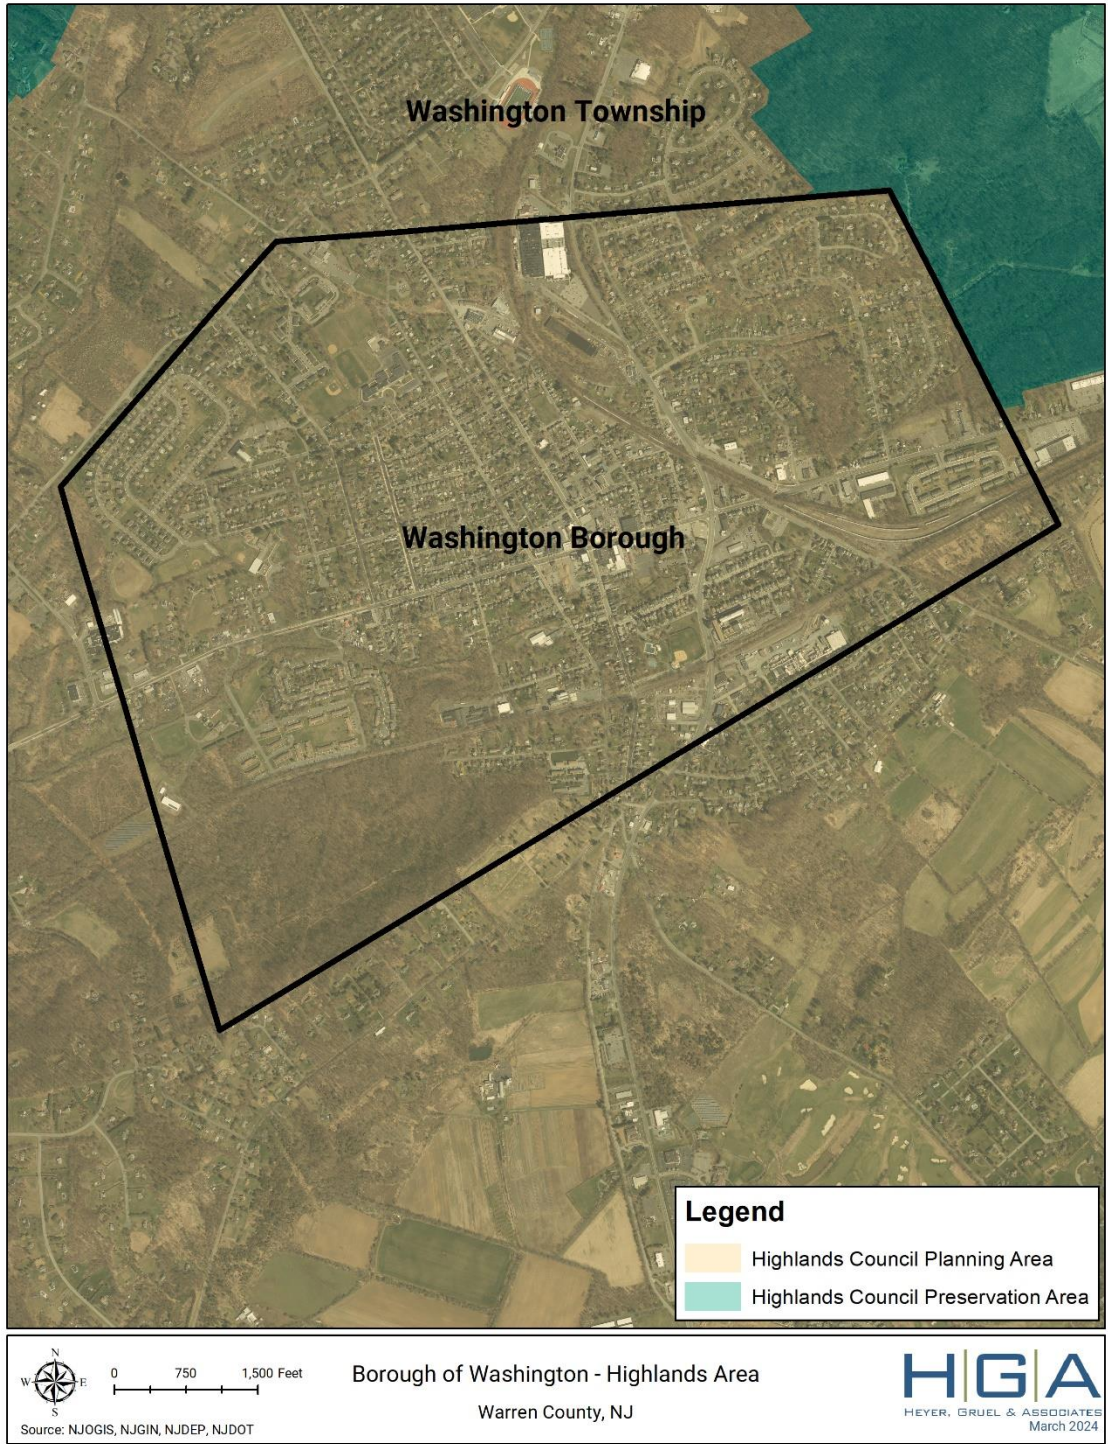 Washington Township
Washington Borough
Legend
Highlands Council Planning Area
Highlands Council Preservation Area
N
W E
S
0 750 1,500 Feet
Source: NJOGIS, NJGIN, NJDEP, NJDOT
Borough of Washington - Highlands Area
Warren County, NJ
H|G|A
HEYER, GRUEL & ASSOCIATES
March 2024